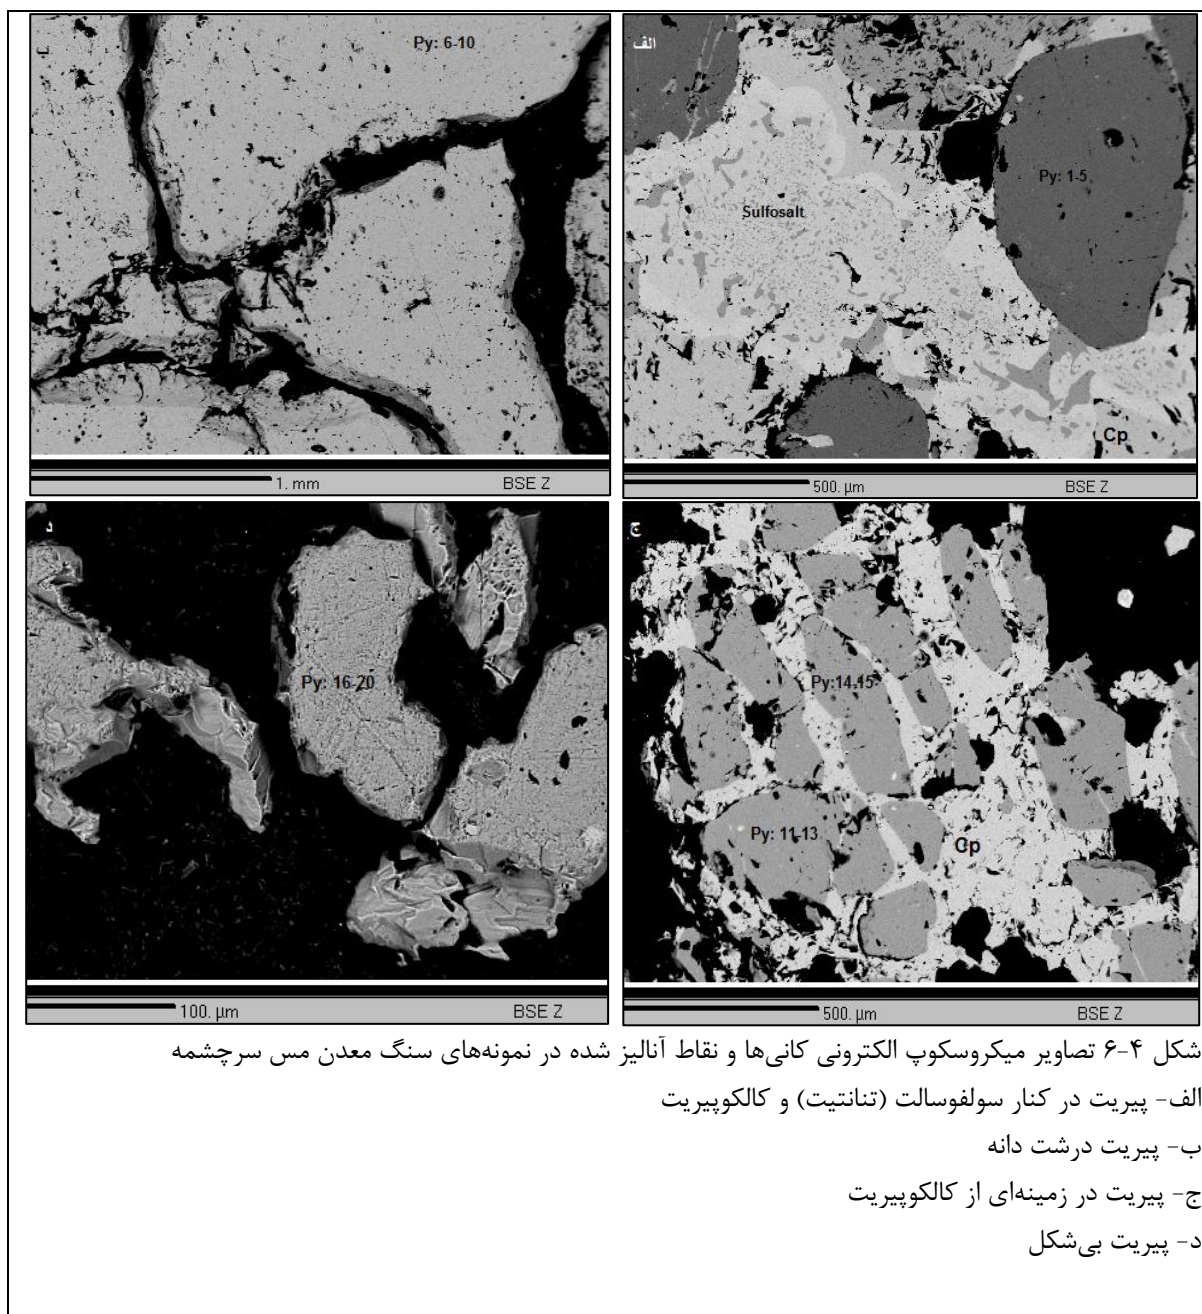 الف
Py: 1-5
Sulfosalt
Cp
500. µm BSE Z
ب
Py: 6-10
1. mm BSE Z
ج
Py:14,15
Py: 11-13
Cp
500. µm BSE Z
د
Py: 16-20
100. µm BSE Z
شکل ۴-۶ تصاویر میکروسکوپ الکترونی کانی‌ها و نقاط آنالیز شده در نمونه‌های سنگ معدن مس سرچشمه
الف- پیریت در کنار سولفوسالت (تنانتیت) و کالکوپیریت
ب- پیریت درشت دانه
ج- پیریت در زمینه‌ای از کالکوپیریت
د- پیریت بی‌شکل